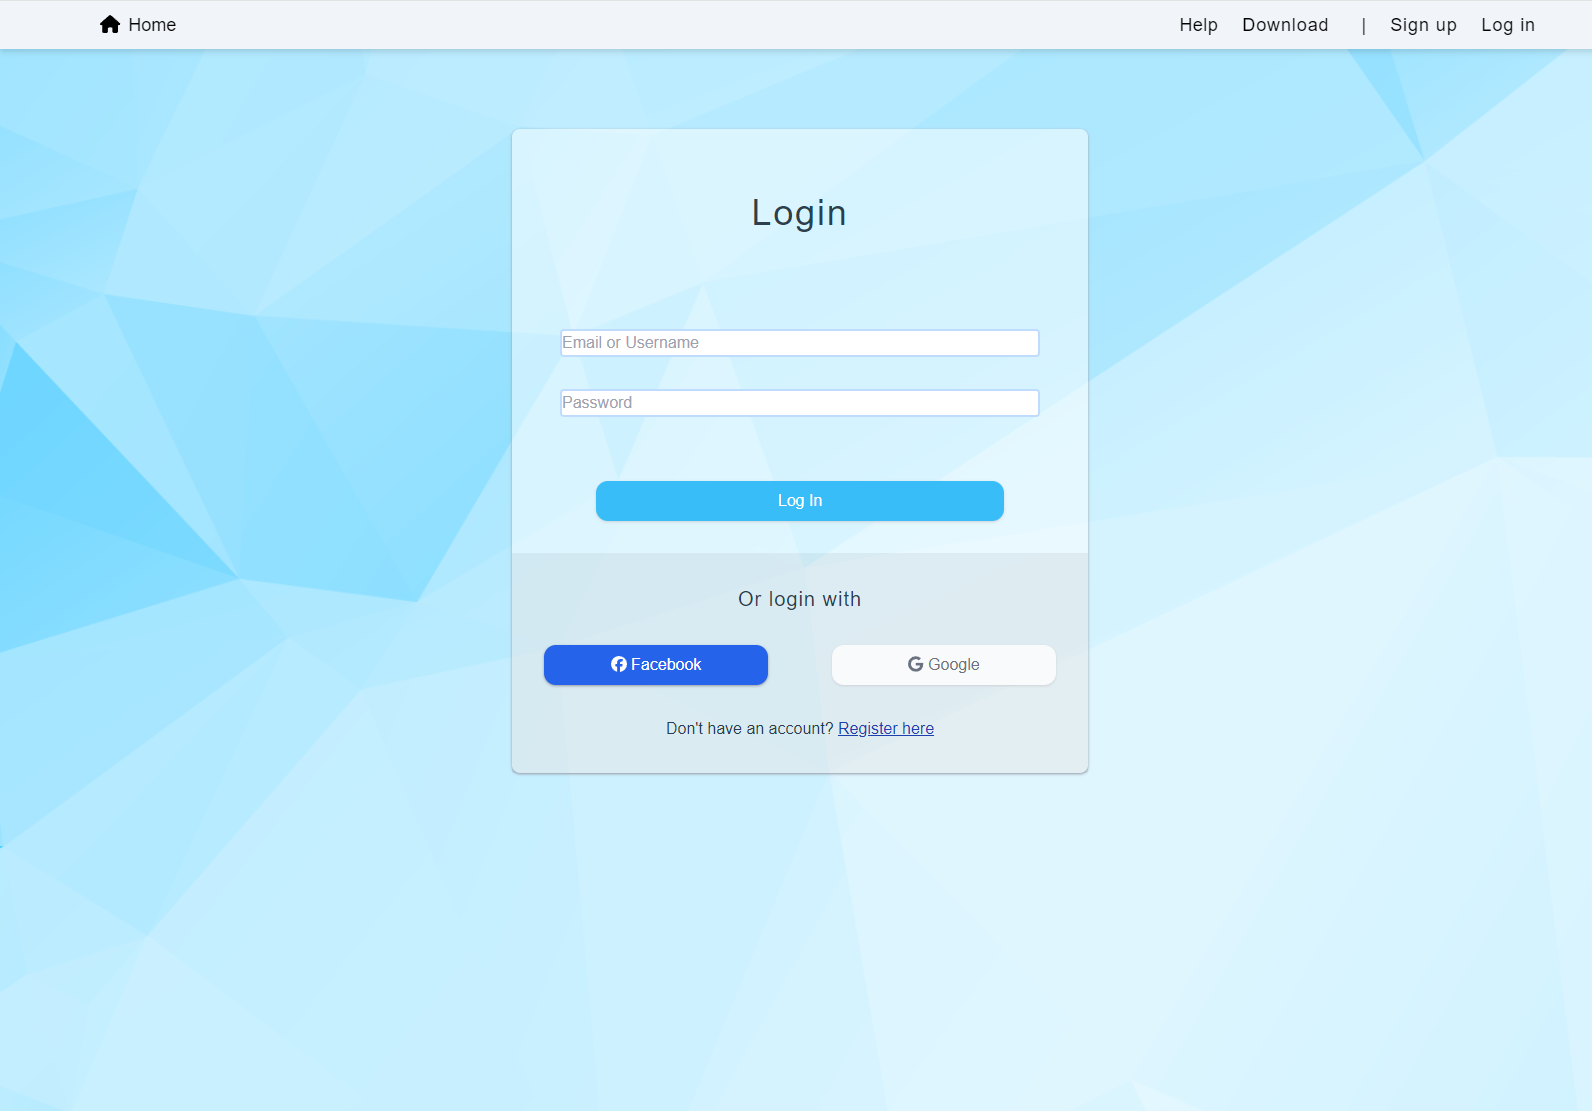 Home
Help Download | Sign up Log in
Login
Email or Username
Password
Log In
Or login with
Facebook
Google
Don't have an account? Register here